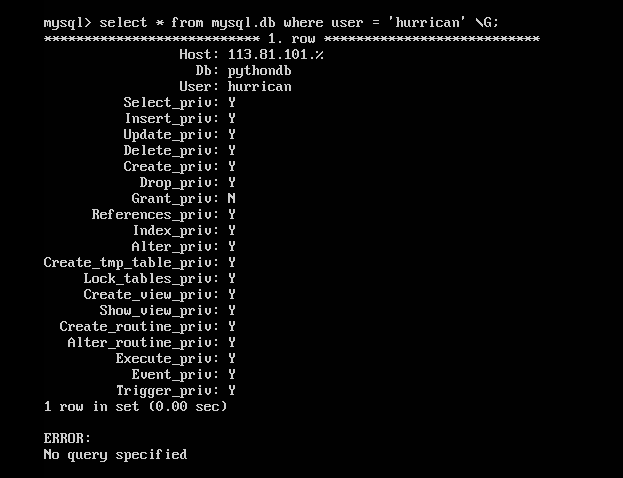 mysql> select * from mysql.db where user = 'hurrican' \G;
*************************** 1. row ***************************
Host: 113.81.101.%
Db: pythondb
User: hurrican
Select_priv: Y
Insert_priv: Y
Update_priv: Y
Delete_priv: Y
Create_priv: Y
Drop_priv: Y
Grant_priv: N
References_priv: Y
Index_priv: Y
Alter_priv: Y
Create_tmp_table_priv: Y
Lock_tables_priv: Y
Create_view_priv: Y
Show_view_priv: Y
Create_routine_priv: Y
Alter_routine_priv: Y
Execute_priv: Y
Event_priv: Y
Trigger_priv: Y
1 row in set (0.00 sec)
ERROR:
No query specified